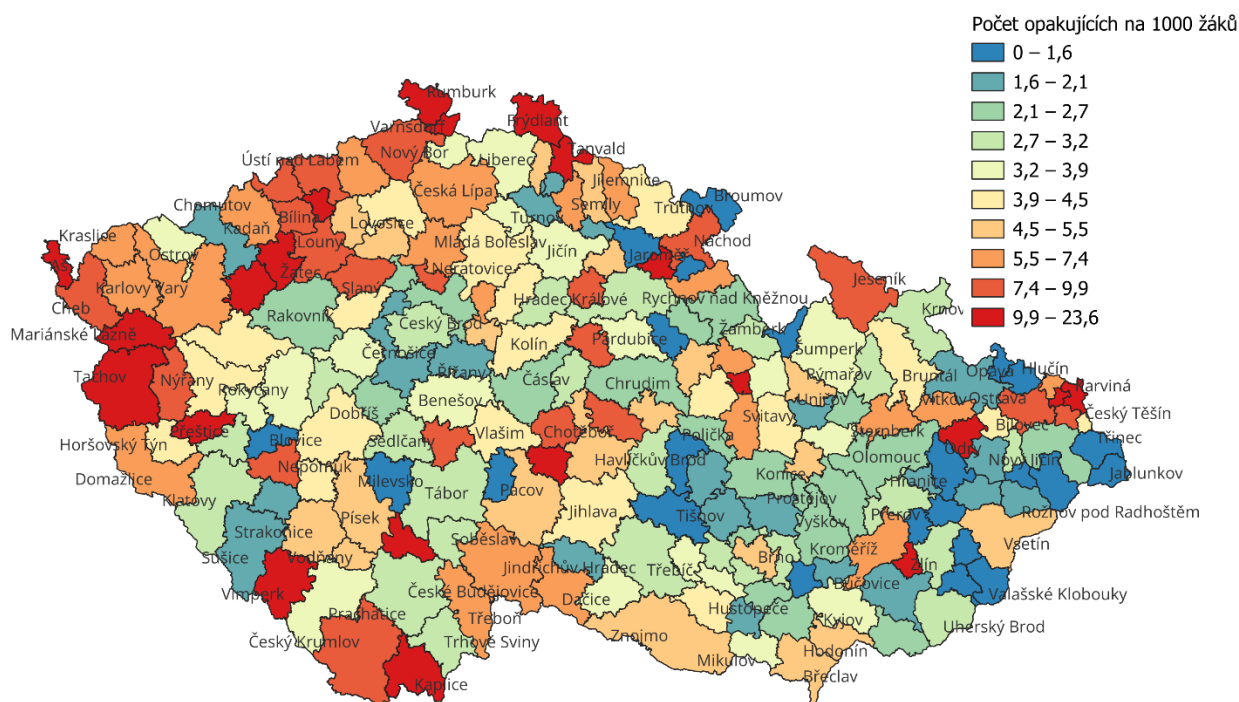 Počet opakujících na 1000 žáků
0 – 1,6
1,6 – 2,1
2,1 – 2,7
2,7 – 3,2
3,2 – 3,9
3,9 – 4,5
4,5 – 5,5
5,5 – 7,4
7,4 – 9,9
9,9 – 23,6
Rumburk
Frýdlant
Varnsdorf
Tanvald
Nový Bor
Liberec
Ústí nad Labem
Jilemnice
Česká Lípa
Broumov
Chomutov
Semily
Trutnov
Bílina
Turnov
Lovosice
Kadaň
Kraslice
Náchod
Louny
Mladá Boleslav
Ostrov
Jičín
Jaroměř
Aš
Žatec
Neratovice
Jeseník
Slaný
Karlovy Vary
Hradec Králové
Rychnov nad Kněžnou
Cheb
Krnov
Rakovník
Český Brod
Žamberk
Mariánské Lázně
Pardubice
Kolín
Šumperk
Černošice
Hlučín
Říčany
Opava
Tachov
Nýřany
Rýmařov
Bruntál
Čáslav
Chrudim
Karviná
Rokycany
Benešov
Uničov
Vítkov
Ostrava
Dobříš
Svitavy
Český Těšín
Přeštice
Vlašim
Chotěboř
Šternberk
Bílovec
Horšovský Týn
Blovice
Sedlčany
Polička
Třinec
Odry
Olomouc
Havlíčkův Brod
Nový Jičín
Nepomuk
Domažlice
Konice
Jablunkov
Milevsko
Hranice
Pacov
Tábor
Klatovy
Prostějov
Rožnov pod Radhoštěm
Jihlava
Přerov
Písek
Tišnov
Vyškov
Strakonice
Soběslav
Vsetín
Kroměříž
Sušice
Vodňany
Brno
Zlín
Jindřichův Hradec
Třebíč
Bučovice
Vimperk
České Budějovice
Valašské Klobouky
Dačice
Prachatice
Hustopeče
Třeboň
Kyjov
Uherský Brod
Znojmo
Český Krumlov
Trhové Sviny
Hodonín
Mikulov
Břeclav
Kaplice